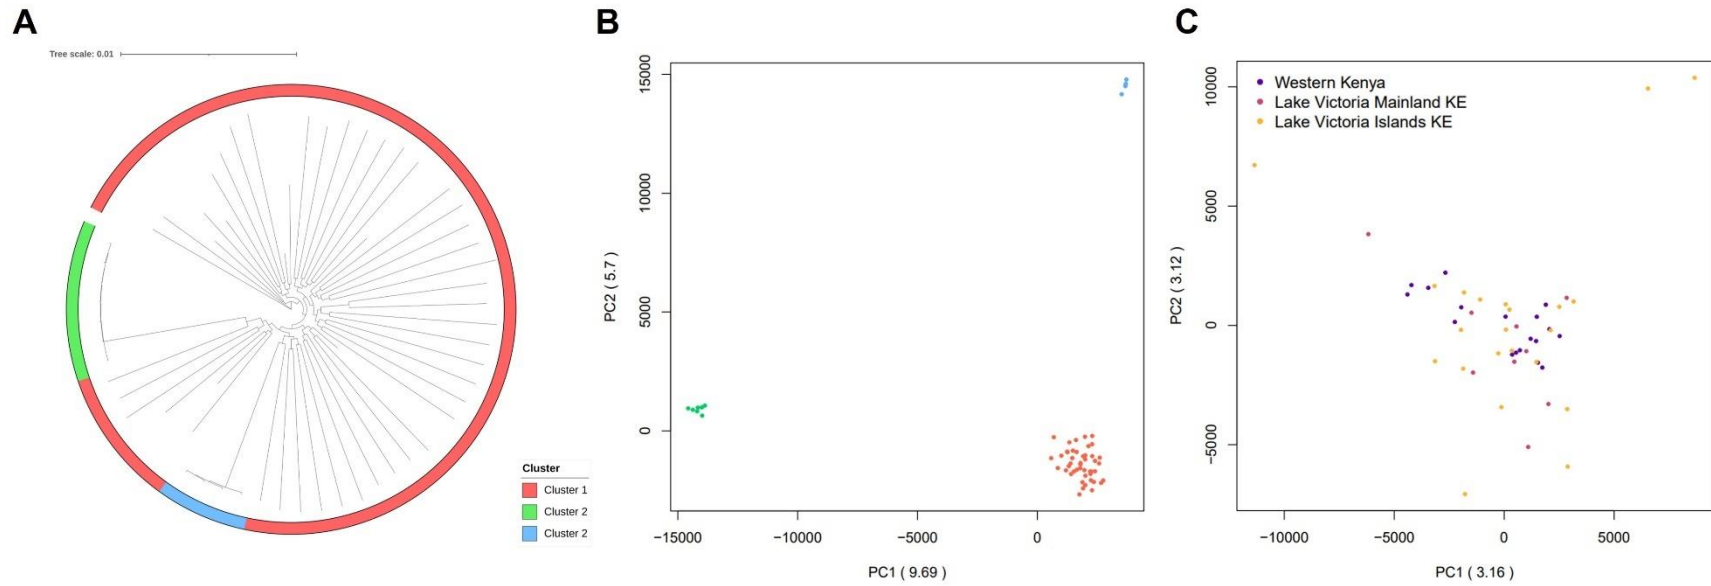 A
Tree scale: 0.01
Cluster
Cluster 1
Cluster 2
Cluster 2
B
15000
10000
5000
0
PC2 ( 5.7 )
−15000
−10000
−5000
0
PC1 ( 9.69 )
C
Western Kenya
Lake Victoria Mainland KE
Lake Victoria Islands KE
10000
5000
0
−5000
PC2 ( 3.12 )
−10000
−5000
0
5000
PC1 ( 3.16 )